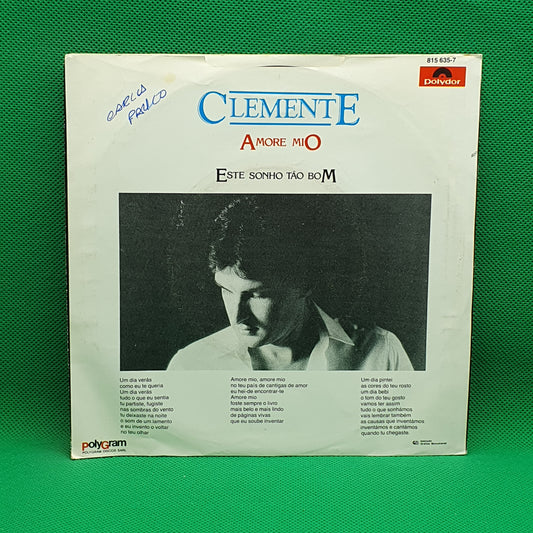 815 635-7
Polydor
CARLA
CLEMENTE
AMORE MIO
ESTE SONHO TÃO BOM
Um dia verás
como eu te queria
Um dia verás
tudo o que eu sentia
tu partiste, fugiste
nas sombras do vento
tu deixaste na noite
o som de um lamento
e eu invento o voltar
no teu olhar
Amore mio, amore mio
no teu país de cantigas de amor
eu hei-de encontrar-te
Amore mio
foste sempre o livro
mais belo e mais lindo
de páginas vivas
que eu soube inventar
Um dia pintei
as cores do teu rosto
um dia bebi
o tom do teu gosto
vamos ter assim
tudo o que sonhámos
vais lembrar também
as causas que inventámos
inventámos e cantámos
quando tu chegaste.
polyGram
POLYGRAM DISCOS SARL